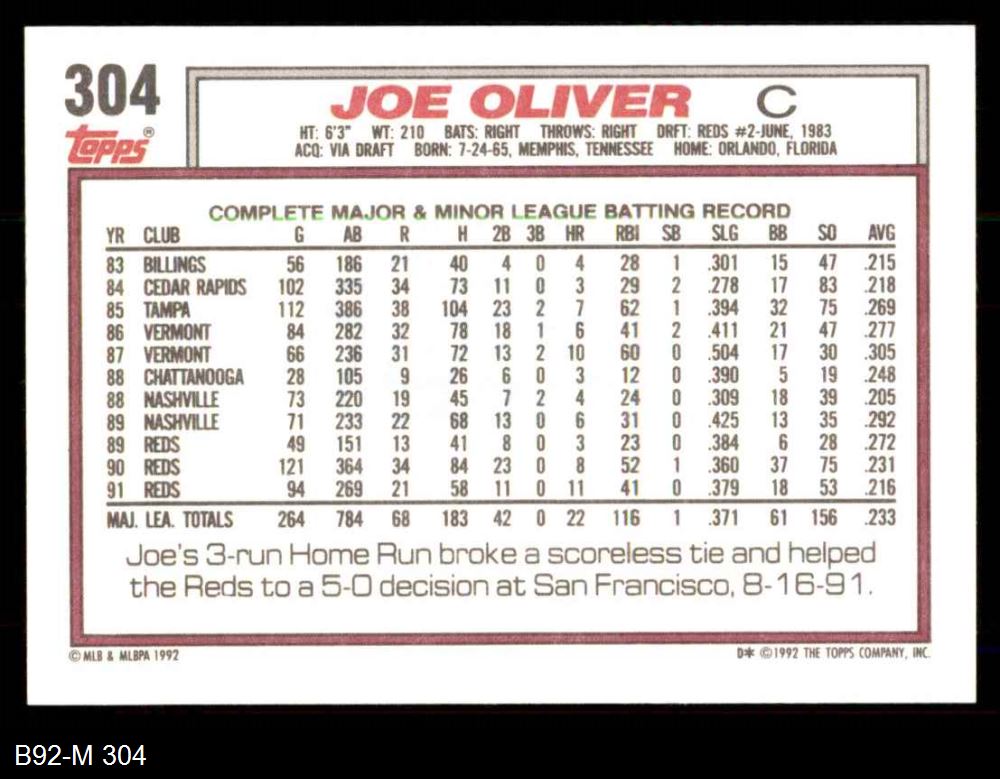 304
Topps®
JOE OLIVER C
HT: 6'3" WT: 210 BATS: RIGHT THROWS: RIGHT DRFT: REDS #2-JUNE, 1983
ACQ: VIA DRAFT BORN: 7-24-65, MEMPHIS, TENNESSEE HOME: ORLANDO, FLORIDA
COMPLETE MAJOR & MINOR LEAGUE BATTING RECORD
YR CLUB G AB R H 2B 3B HR RBI SB SLG BB SO AVG
83 BILLINGS 56 186 21 40 4 0 4 28 1 .301 15 47 .215
84 CEDAR RAPIDS 102 335 34 73 11 0 3 29 2 .278 17 83 .218
85 TAMPA 112 386 38 104 23 2 7 62 1 .394 32 75 .269
86 VERMONT 84 282 32 78 18 1 6 41 2 .411 21 47 .277
87 VERMONT 66 236 31 72 13 2 10 60 0 .504 17 30 .305
88 CHATTANOOGA 28 105 9 26 6 0 3 12 0 .390 5 19 .248
88 NASHVILLE 73 220 19 45 7 2 4 24 0 .309 18 39 .205
89 NASHVILLE 71 233 22 68 13 0 6 31 0 .425 13 35 .292
89 REDS 49 151 13 41 8 0 3 23 0 .384 6 28 .272
90 REDS 121 364 34 84 23 0 8 52 1 .360 37 75 .231
91 REDS 94 269 21 58 11 0 11 41 0 .379 18 53 .216
MAJ. LEA. TOTALS 264 784 68 183 42 0 22 116 1 .371 61 156 .233
Joe's 3-run Home Run broke a scoreless tie and helped
the Reds to a 5-0 decision at San Francisco, 8-16-91.
© MLB & MLBPA 1992 D* ©1992 THE TOPPS COMPANY, INC.
B92-M 304